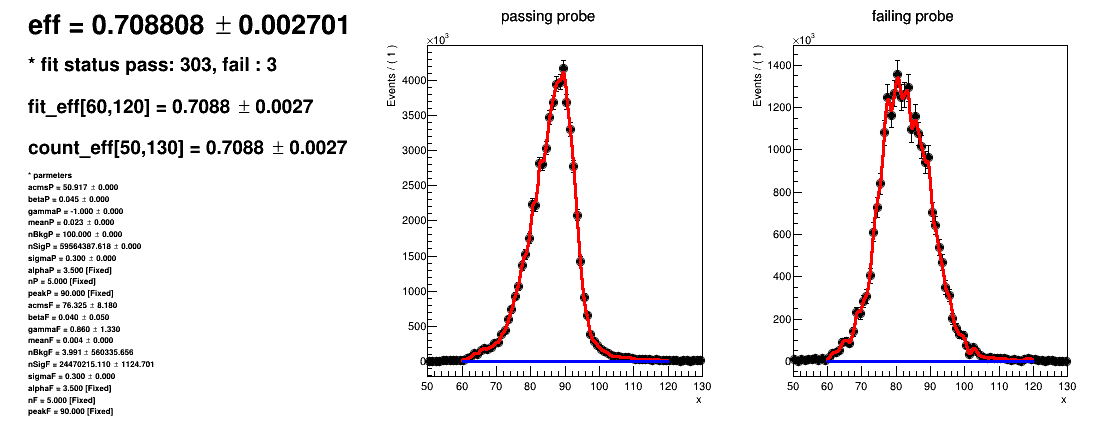 eff = 0.708808 ± 0.002701
* fit status pass: 303, fail : 3
fit_eff[60,120] = 0.7088 ± 0.0027
count_eff[50,130] = 0.7088 ± 0.0027
* parmeters
acmsP = 50.917 ± 0.000
betaP = 0.045 ± 0.000
gammaP = -1.000 ± 0.000
meanP = 0.023 ± 0.000
nBkgP = 100.000 ± 0.000
nSigP = 59564387.618 ± 0.000
sigmaP = 0.300 ± 0.000
alphaP = 3.500 [Fixed]
nP = 5.000 [Fixed]
peakP = 90.000 [Fixed]
acmsF = 76.325 ± 8.180
betaF = 0.040 ± 0.050
gammaF = 0.860 ± 1.330
meanF = 0.004 ± 0.000
nBkgF = 3.991 ± 560335.656
nSigF = 24470215.110 ± 1124.701
sigmaF = 0.300 ± 0.000
alphaF = 3.500 [Fixed]
nF = 5.000 [Fixed]
peakF = 90.000 [Fixed]
passing probe
×10³
Events / ( 1 )
4000
3500
3000
2500
2000
1500
1000
500
0
50 60 70 80 90 100 110 120 130
x
failing probe
×10³
Events / ( 1 )
1400
1200
1000
800
600
400
200
0
50 60 70 80 90 100 110 120 130
x